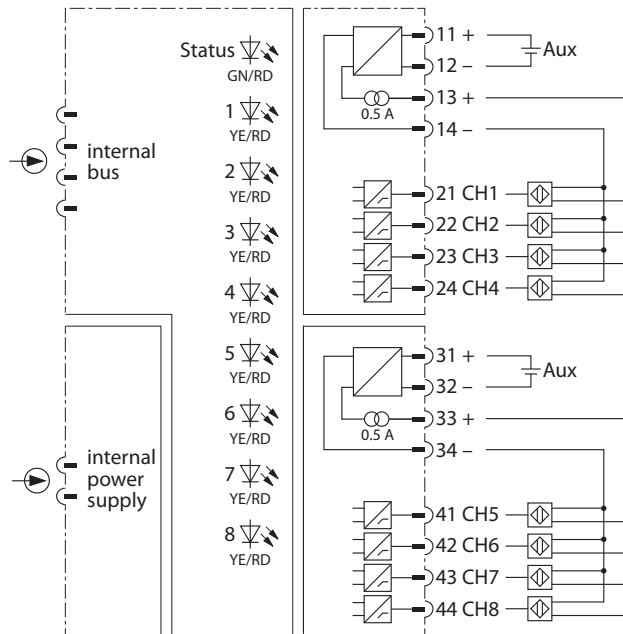 Status
GN/RD
1
YE/RD
2
YE/RD
3
YE/RD
4
YE/RD
5
YE/RD
6
YE/RD
7
YE/RD
8
YE/RD
internal
bus
internal
power
supply
11 +
12 –
Aux
13 +
0.5 A
14 –
21 CH1
22 CH2
23 CH3
24 CH4
31 +
32 –
Aux
33 +
0.5 A
34 –
41 CH5
42 CH6
43 CH7
44 CH8